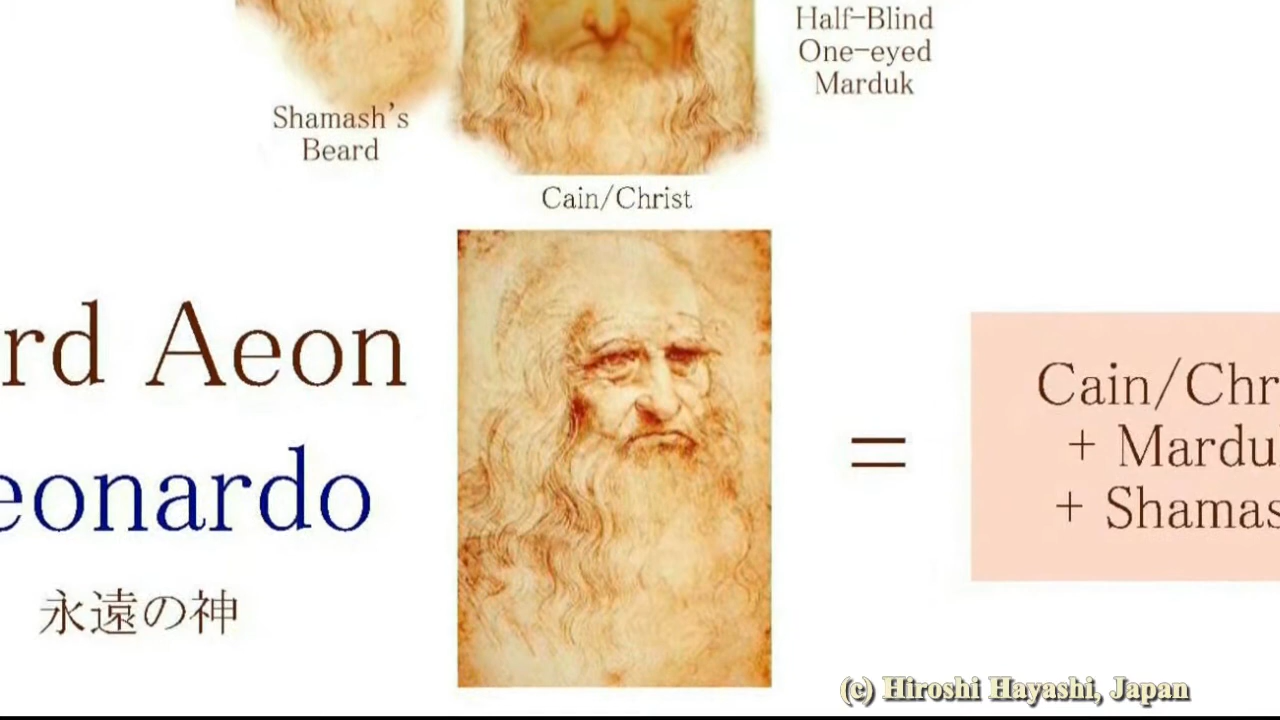 Half-Blind
One-eyed
Marduk
Shamash's
Beard
Cain/Christ
rd Aeon
eonardo
永遠の神
=
Cain/Chr
+ Mardu
+ Shamas
(c) Hiroshi Hayashi, Japan